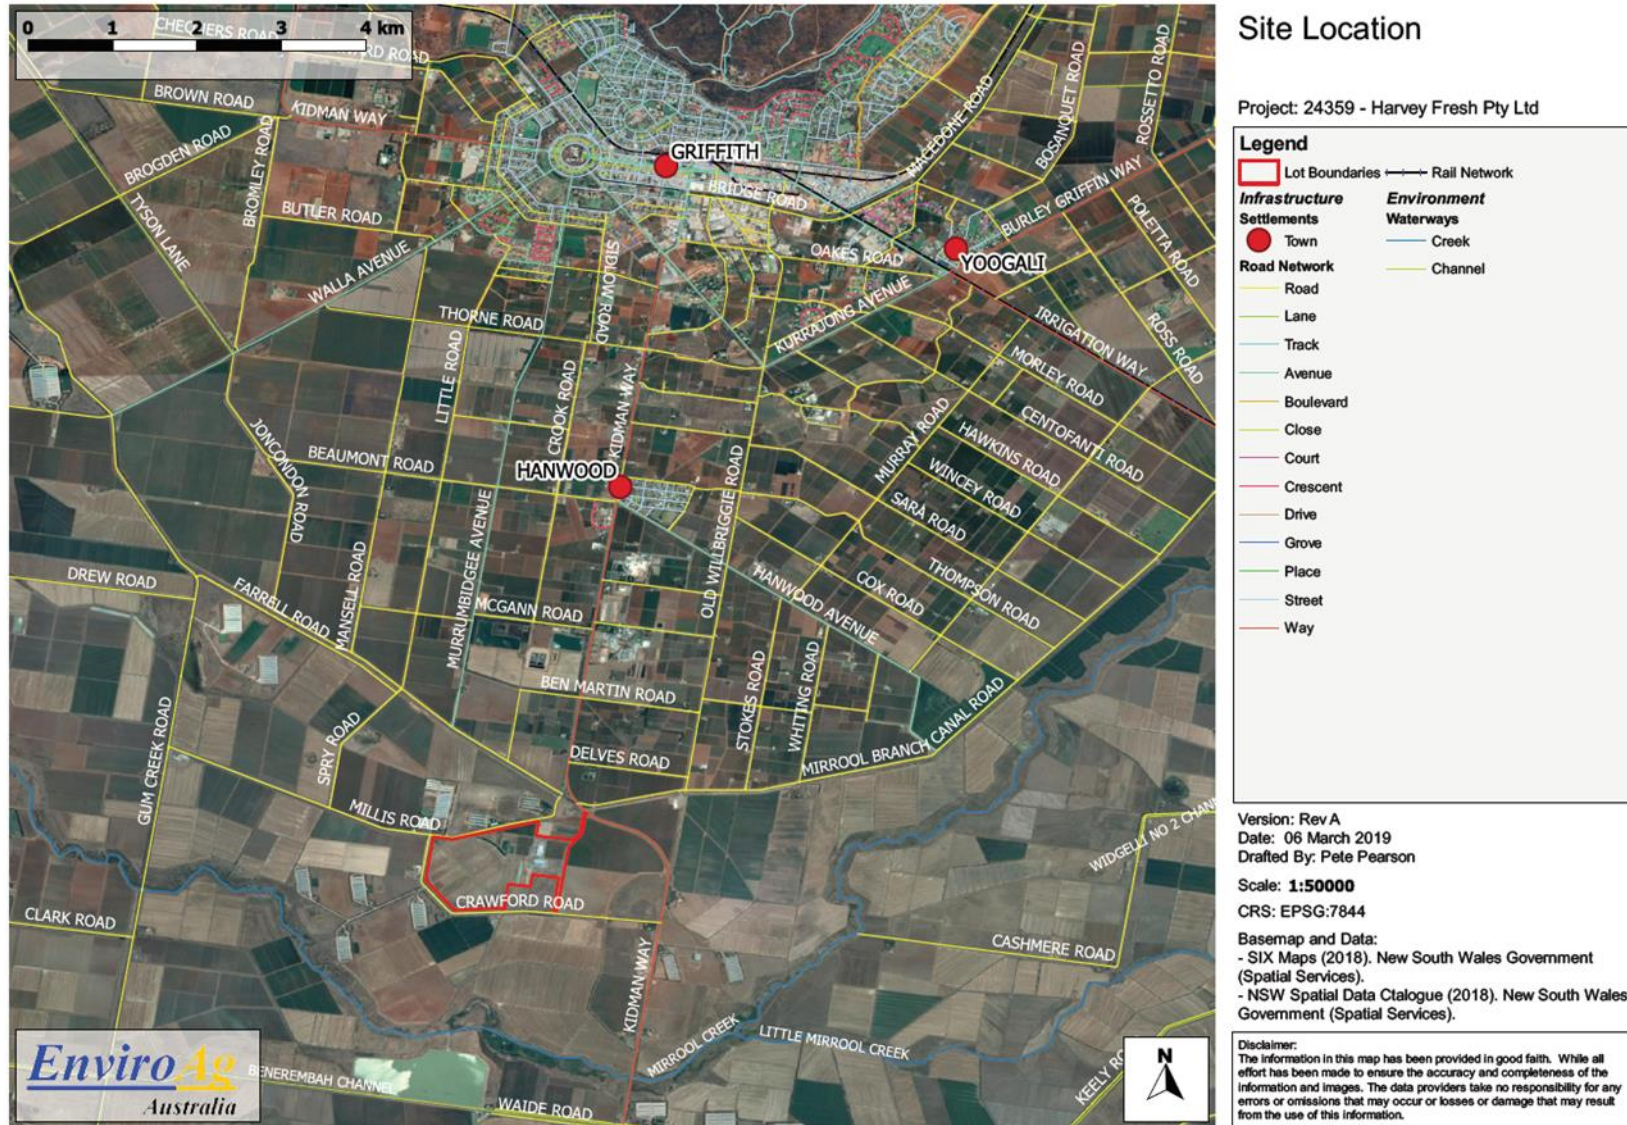 0 1 2 3 4 km
CHECHERS ROAD
BROWN ROAD
KIDMAN WAY
BROGDEN ROAD
BROMLEY ROAD
TYSON LANE
BUTLER ROAD
WALLA AVENUE
GRIFFITH
BRIDGE ROAD
MACEDONE ROAD
BOSANQUET ROAD
ROSSETTO ROAD
BURLEY GRIFFIN WAY
POLETTA ROAD
ROSS ROAD
OAKES ROAD
YOOGALI
SIDLOW ROAD
KURRAJONG AVENUE
IRRIGATION WAY
THORNE ROAD
LITTLE ROAD
CROOK ROAD
KIDMAN WAY
MORLEY ROAD
CENTOFANTI ROAD
MURRAY ROAD
HAWKINS ROAD
WINCEY ROAD
SARA ROAD
JONCONDON ROAD
BEAUMONT ROAD
HANWOOD
MURRUMBIDGEE AVENUE
OLD WILLBRIGGIE ROAD
HANWOOD AVENUE
COX ROAD
THOMPSON ROAD
DREW ROAD
FARRELL ROAD
MANSELL ROAD
MCGANN ROAD
BEN MARTIN ROAD
STOKES ROAD
WHITING ROAD
MIRROOL BRANCH CANAL ROAD
GUM CREEK ROAD
SPRY ROAD
DELVES ROAD
MILLIS ROAD
WIDGELLI NO 2 CHANN
CRAWFORD ROAD
CLARK ROAD
CASHMERE ROAD
KIDMAN WAY
MIRROOL CREEK
LITTLE MIRROOL CREEK
BENEREMBAH CHANNEL
WAIDE ROAD
KEELY RO
EnviroAg
Australia
N
Site Location
Project: 24359 - Harvey Fresh Pty Ltd
Legend
Lot Boundaries Rail Network
Infrastructure Environment
Settlements Waterways
Town Creek
Road Network Channel
Road
Lane
Track
Avenue
Boulevard
Close
Court
Crescent
Drive
Grove
Place
Street
Way
Version: Rev A
Date: 06 March 2019
Drafted By: Pete Pearson
Scale: 1:50000
CRS: EPSG:7844
Basemap and Data:
- SIX Maps (2018). New South Wales Government
(Spatial Services).
- NSW Spatial Data Ctalogue (2018). New South Wales
Government (Spatial Services).
Disclaimer:
The information in this map has been provided in good faith. While all
effort has been made to ensure the accuracy and completeness of the
information and images. The data providers take no responsibility for any
errors or omissions that may occur or losses or damage that may result
from the use of this information.